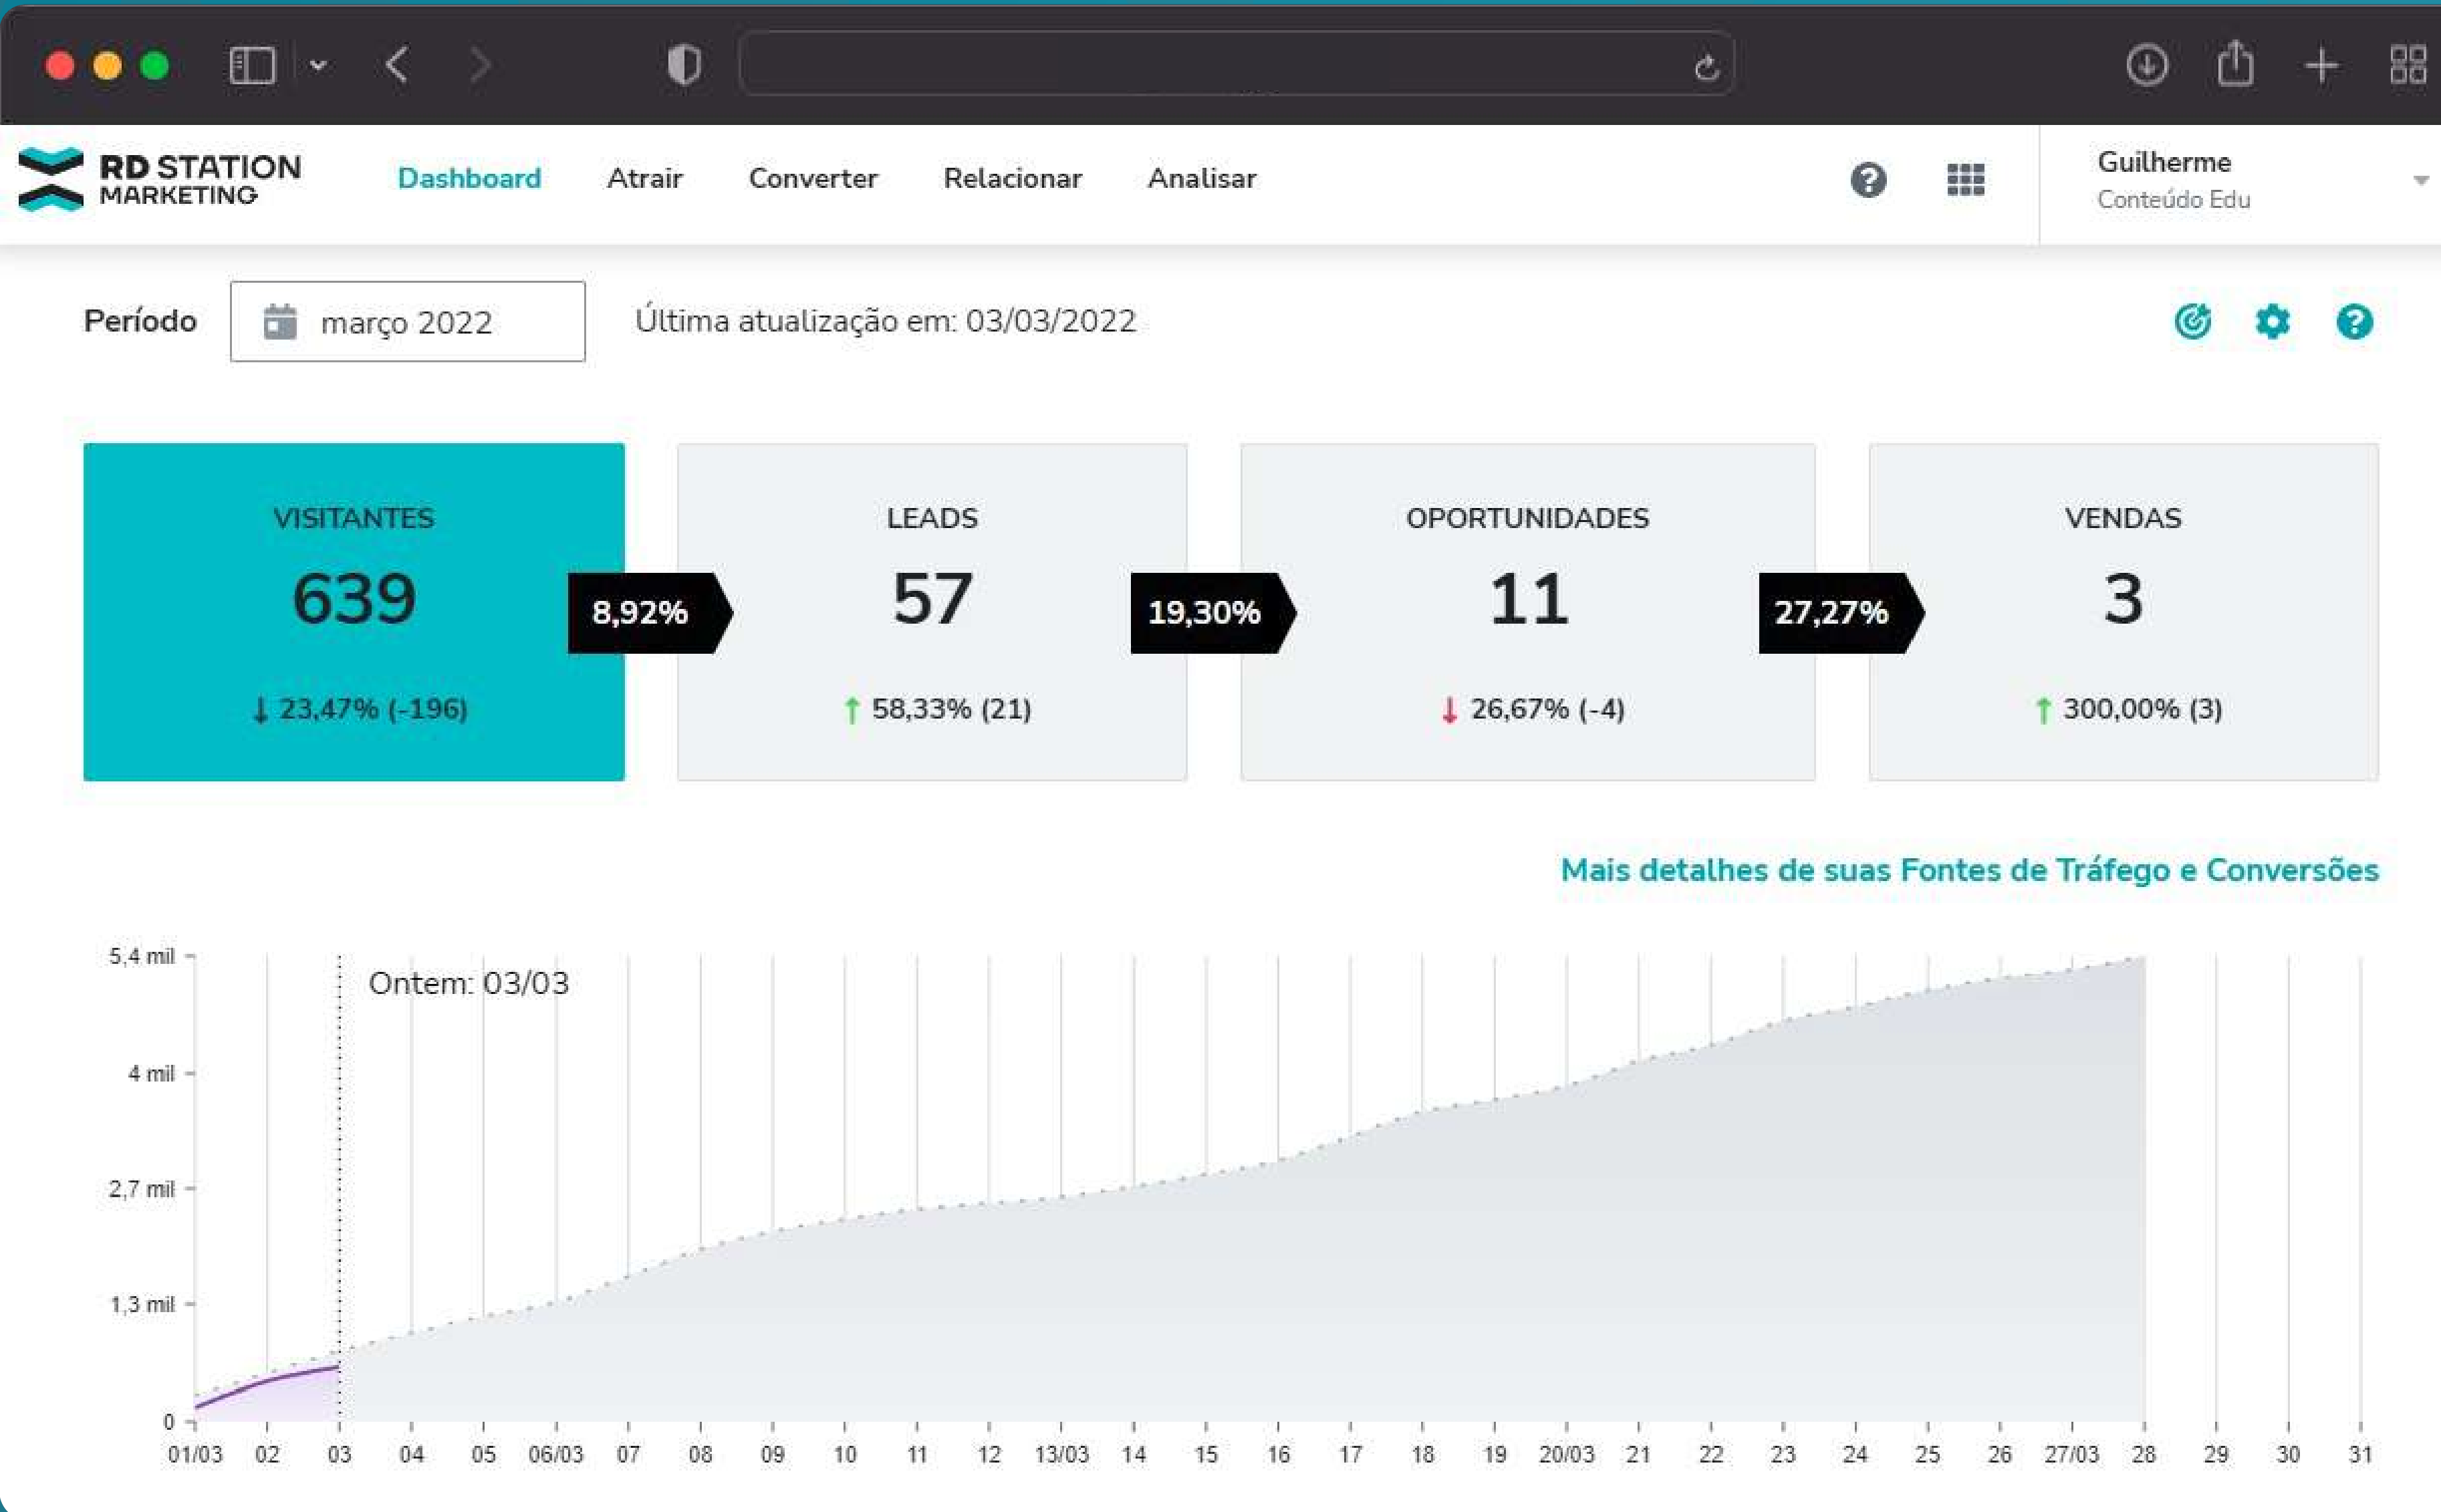 RD STATION
MARKETING
Dashboard Atrair Converter Relacionar Analisar
Guilherme
Conteúdo Edu
Período março 2022 Última atualização em: 03/03/2022
VISITANTES LEADS OPORTUNIDADES VENDAS
639 8,92% 57 19,30% 11 27,27% 3
↓ 23,47% (-196) ↑ 58,33% (21) ↓ 26,67% (-4) ↑ 300,00% (3)
Mais detalhes de suas Fontes de Tráfego e Conversões
5,4 mil
Ontem: 03/03
4 mil
2,7 mil
1,3 mil
0
01/03 02 03 04 05 06/03 07 08 09 10 11 12 13/03 14 15 16 17 18 19 20/03 21 22 23 24 25 26 27/03 28 29 30 31